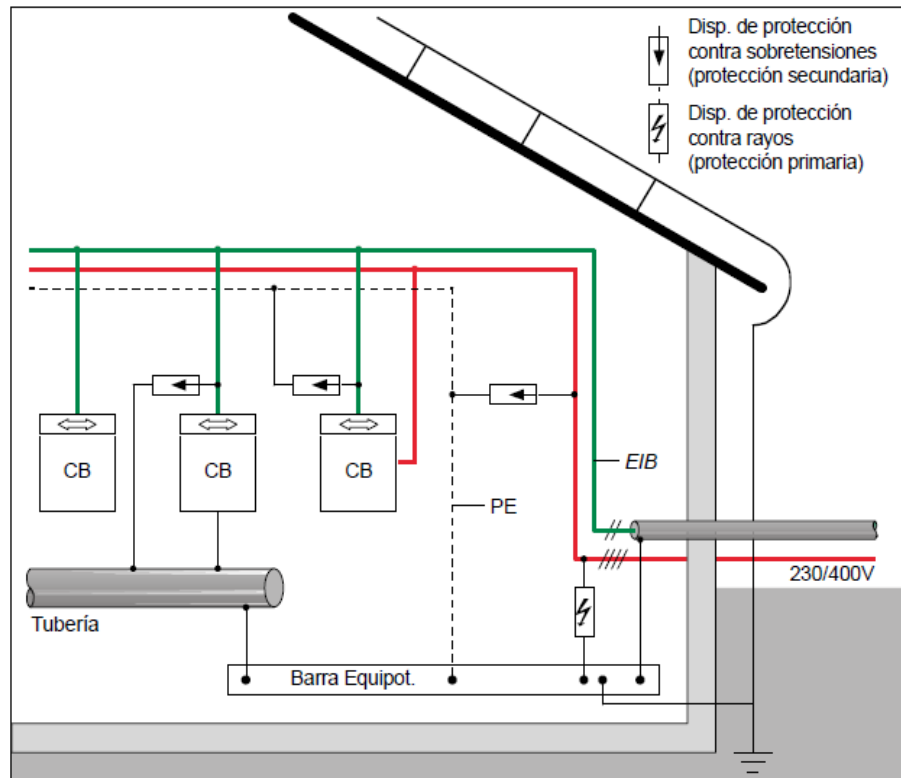 Disp. de protección
contra sobretensiones
(protección secundaria)
Disp. de protección
contra rayos
(protección primaria)
CB
CB
CB
EIB
PE
230/400V
Tubería
Barra Equipot.